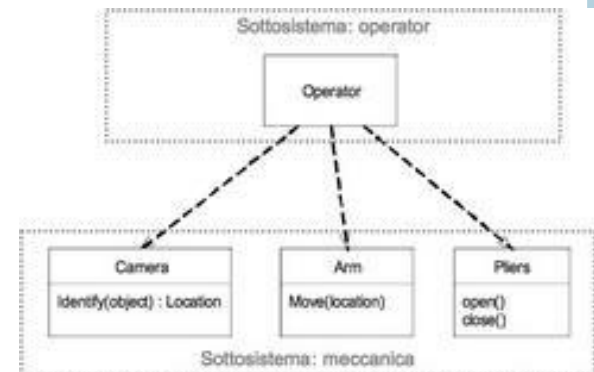 Sottosistema: operator
Operator
Camera
Identify(object) : Location
Arm
Move(location)
Pliers
open()
close()
Sottosistema: meccanica